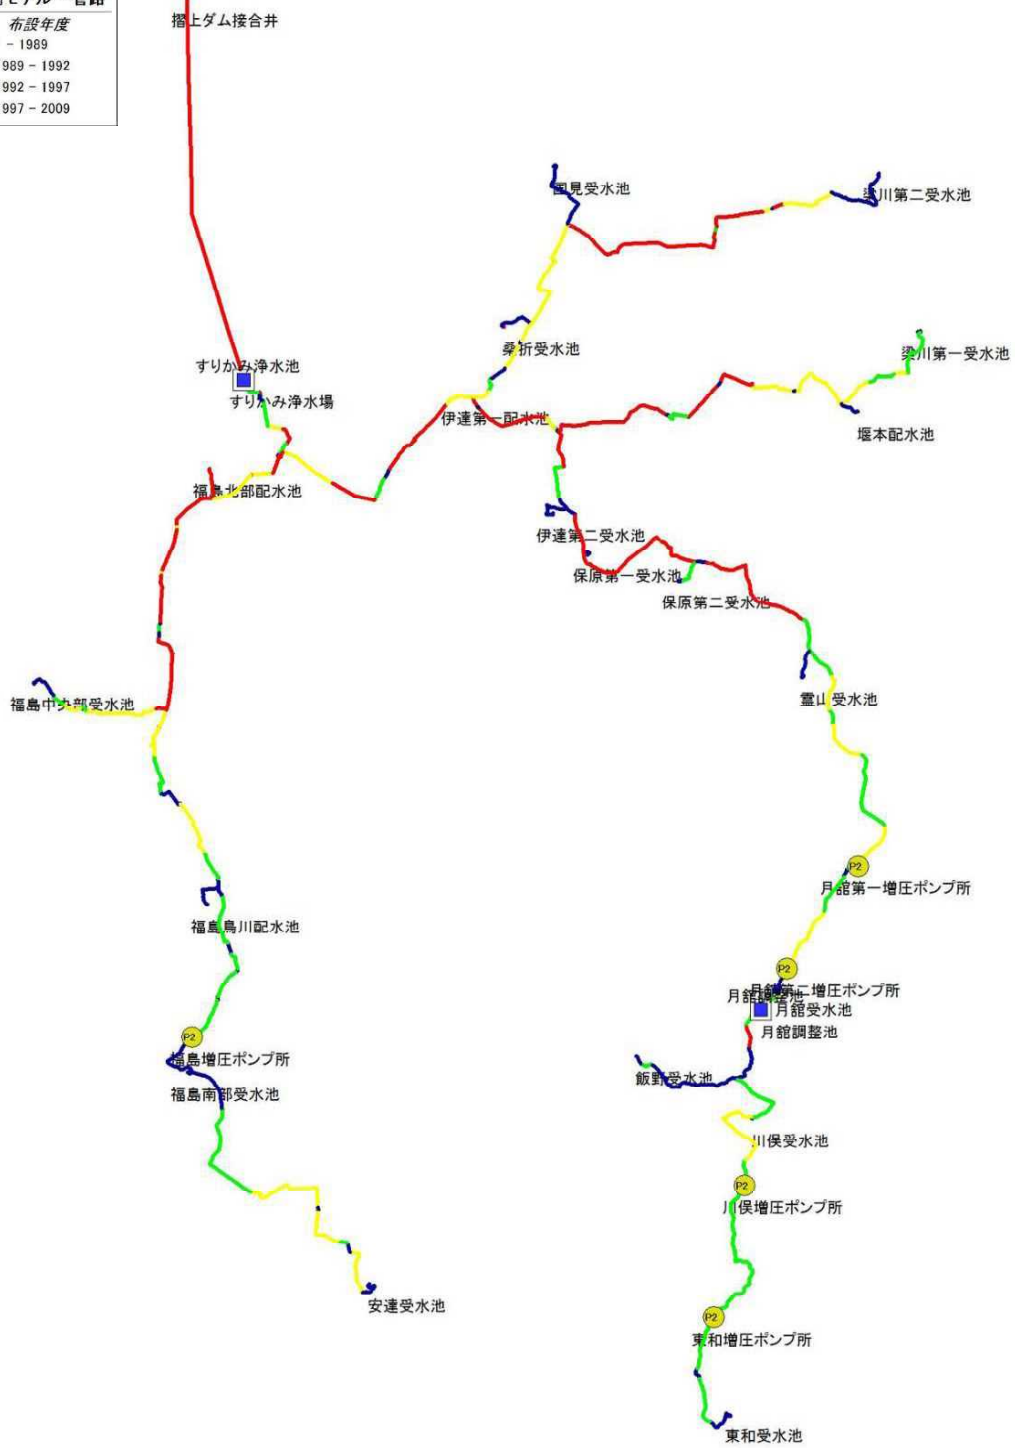 布設年度
- 1989
989 - 1992
992 - 1997
997 - 2009
摺上ダム接合井
国見受水池
梁川第二受水池
桑折受水池
梁川第一受水池
すりかみ浄水池
すりかみ浄水場
伊達第一配水池
堰本配水池
福島北部配水池
伊達第二受水池
保原第一受水池
保原第二受水池
福島中央部受水池
霊山受水池
P2
月舘第一増圧ポンプ所
福島鳥川配水池
P2
月舘第二増圧ポンプ所
月舘調整池
月舘受水池
月舘調整池
P2
福島増圧ポンプ所
飯野受水池
福島南部受水池
川俣受水池
P2
川俣増圧ポンプ所
安達受水池
P2
東和増圧ポンプ所
東和受水池